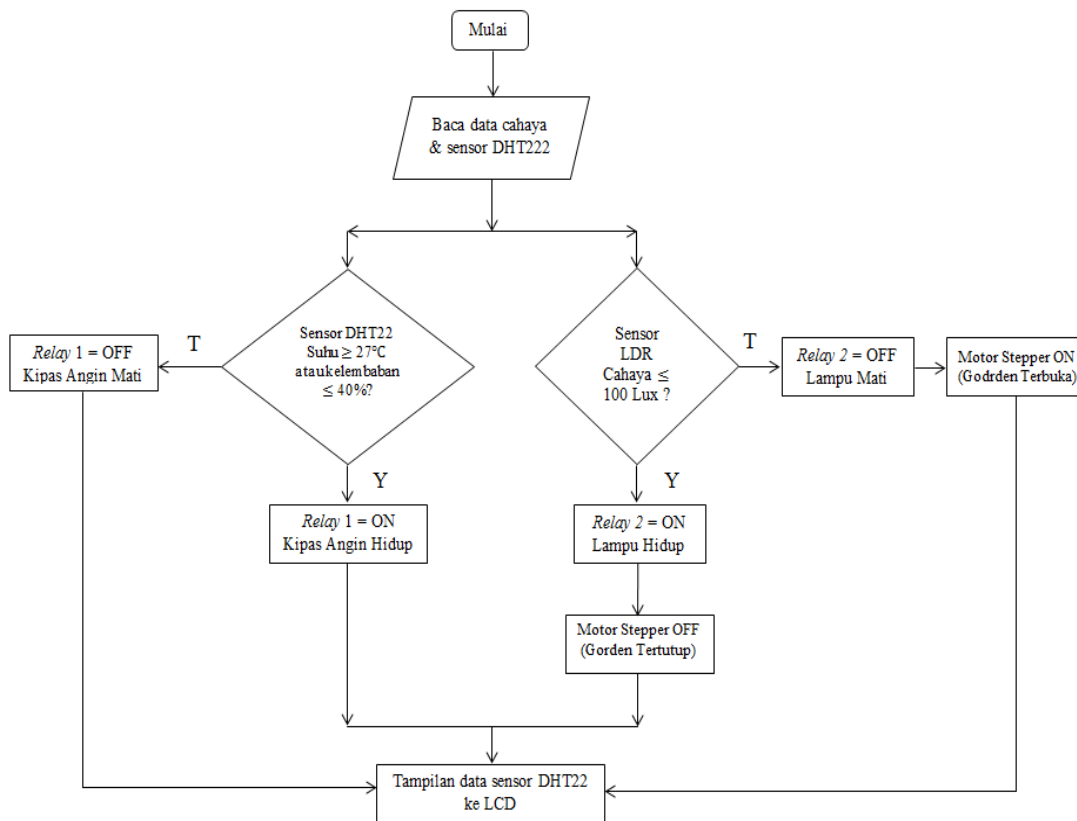 Mulai
Baca data cahaya
& sensor DHT222
Sensor DHT22
Suhu ≥ 27℃
atau kelembaban
≤ 40%?
Sensor
LDR
Cahaya ≤
100 Lux ?
T
Relay 1 = OFF
Kipas Angin Mati
T
Relay 2 = OFF
Lampu Mati
Motor Stepper ON
(Godrden Terbuka)
Y
Y
Relay 1 = ON
Kipas Angin Hidup
Relay 2 = ON
Lampu Hidup
Motor Stepper OFF
(Gorden Tertutup)
Tampilan data sensor DHT22
ke LCD